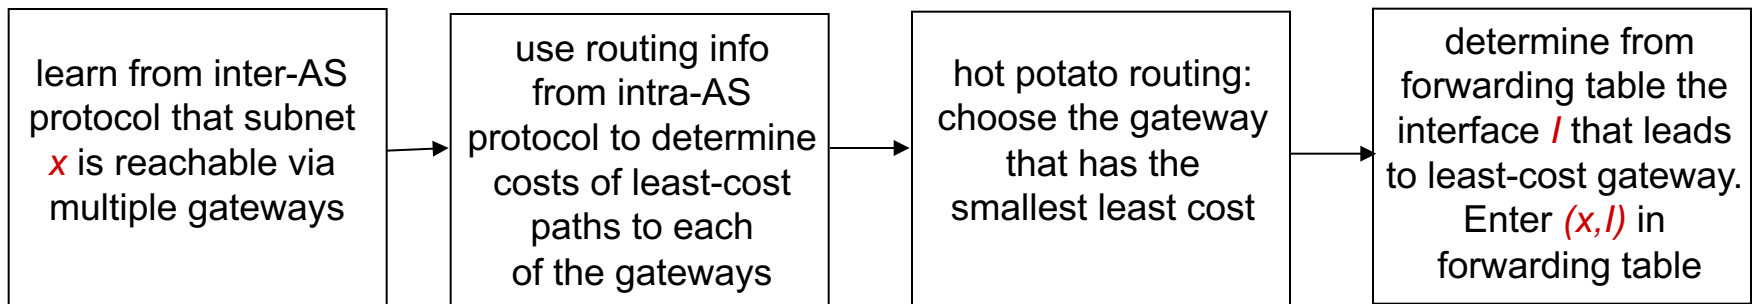 learn from inter-AS
protocol that subnet
x is reachable via
multiple gateways
use routing info
from intra-AS
protocol to determine
costs of least-cost
paths to each
of the gateways
hot potato routing:
choose the gateway
that has the
smallest least cost
determine from
forwarding table the
interface I that leads
to least-cost gateway.
Enter (x,I) in
forwarding table